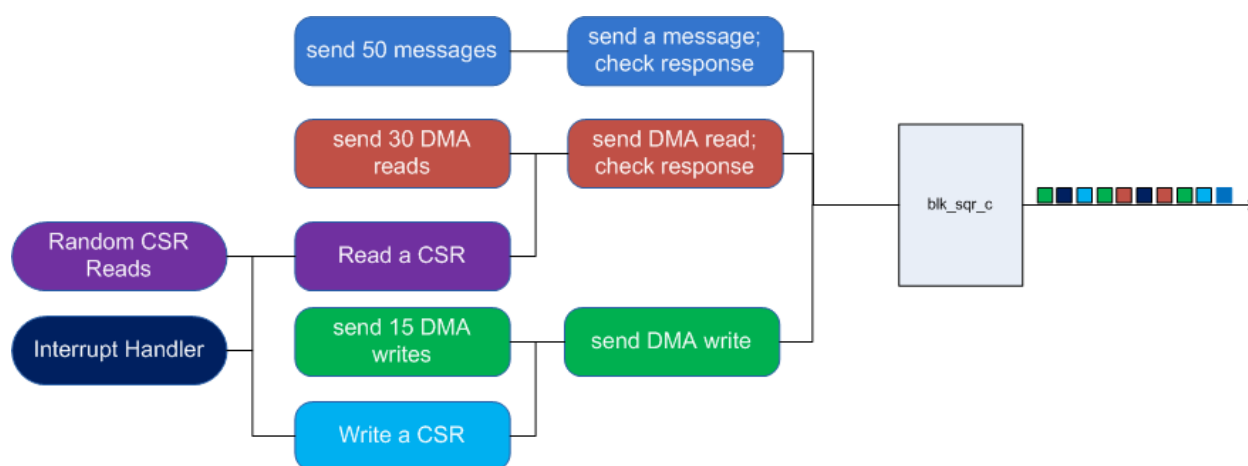 send 50 messages
send a message;
check response
send 30 DMA
reads
send DMA read;
check response
blk_sqr_c
Random CSR
Reads
Read a CSR
Interrupt Handler
send 15 DMA
writes
send DMA write
Write a CSR